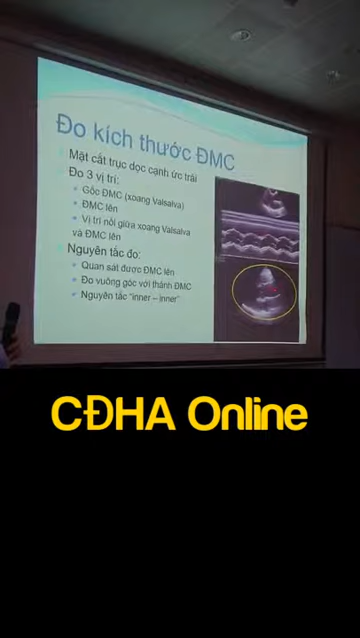 Đo kích thước ĐMC
Mặt cắt trục dọc cạnh ức trái
Đo 3 vị trí:
Gốc ĐMC (xoang Valsalva)
ĐMC lên
Vị trí nối giữa xoang Valsalva
và ĐMC lên
Nguyên tắc đo:
Quan sát được ĐMC lên
Đo vuông góc với thành ĐMC
Nguyên tắc "inner – inner"
CĐHA Online